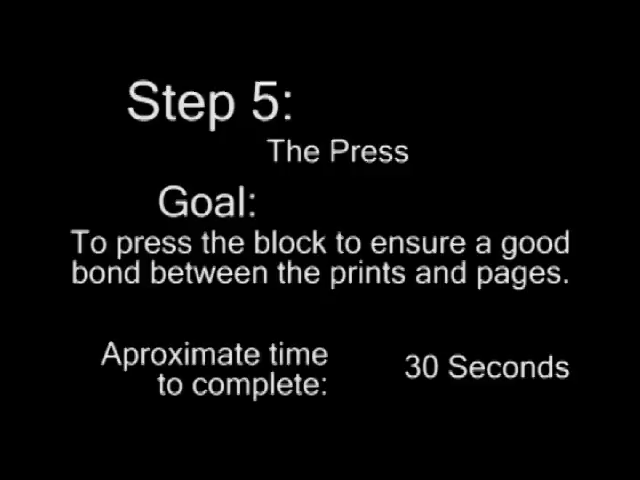 Step 5:
The Press
Goal:
To press the block to ensure a good
bond between the prints and pages.
Aproximate time
to complete:
30 Seconds